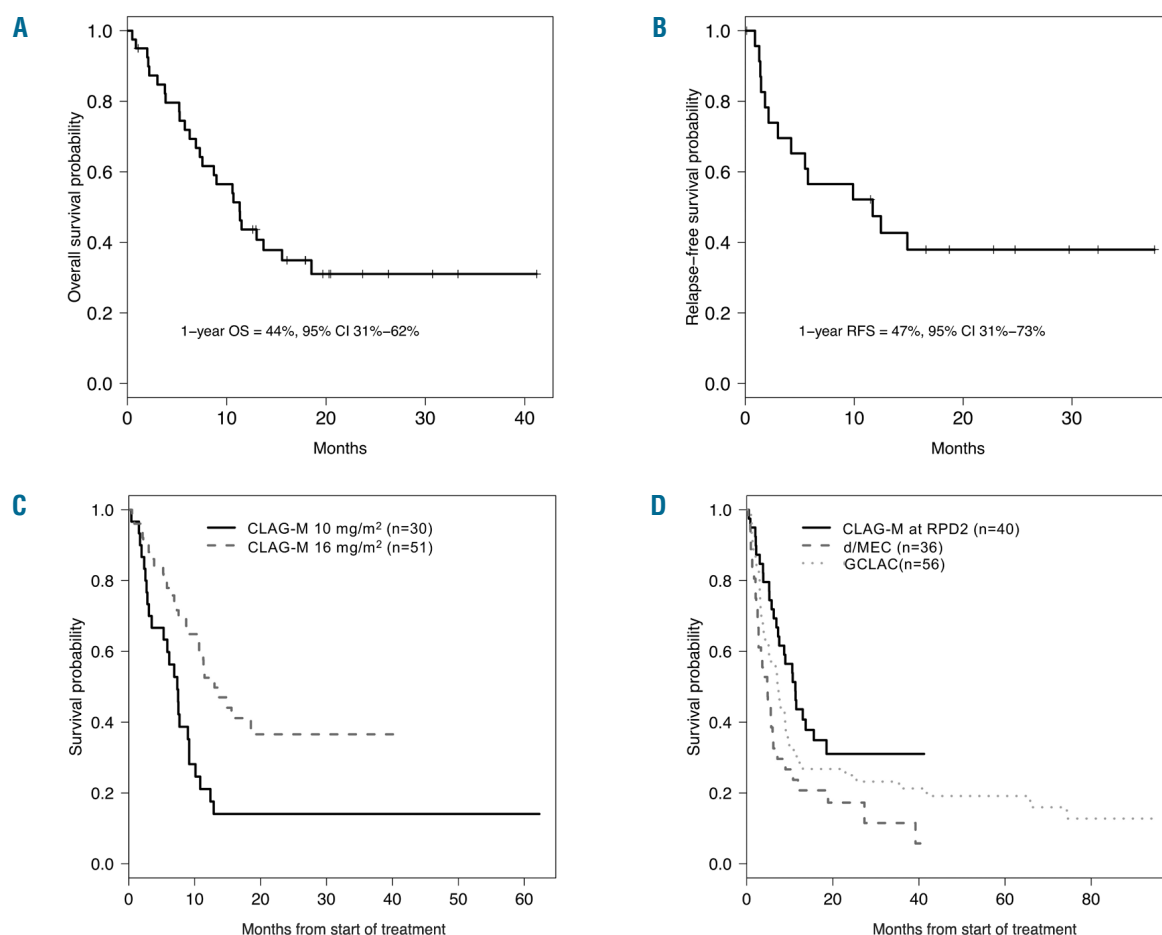 A
1.0
0.8
0.6
0.4
0.2
0.0
Overall survival probability
1−year OS = 44%, 95% CI 31%−62%
0 10 20 30 40
Months
B
1.0
0.8
0.6
0.4
0.2
0.0
Relapse−free survival probability
1−year RFS = 47%, 95% CI 31%−73%
0 10 20 30
Months
C
1.0
0.8
0.6
0.4
0.2
0.0
Survival probability
CLAG-M 10 mg/m² (n=30)
CLAG-M 16 mg/m² (n=51)
0 10 20 30 40 50 60
Months from start of treatment
D
1.0
0.8
0.6
0.4
0.2
0.0
Survival probability
CLAG-M at RPD2 (n=40)
d/MEC (n=36)
GCLAC(n=56)
0 20 40 60 80
Months from start of treatment